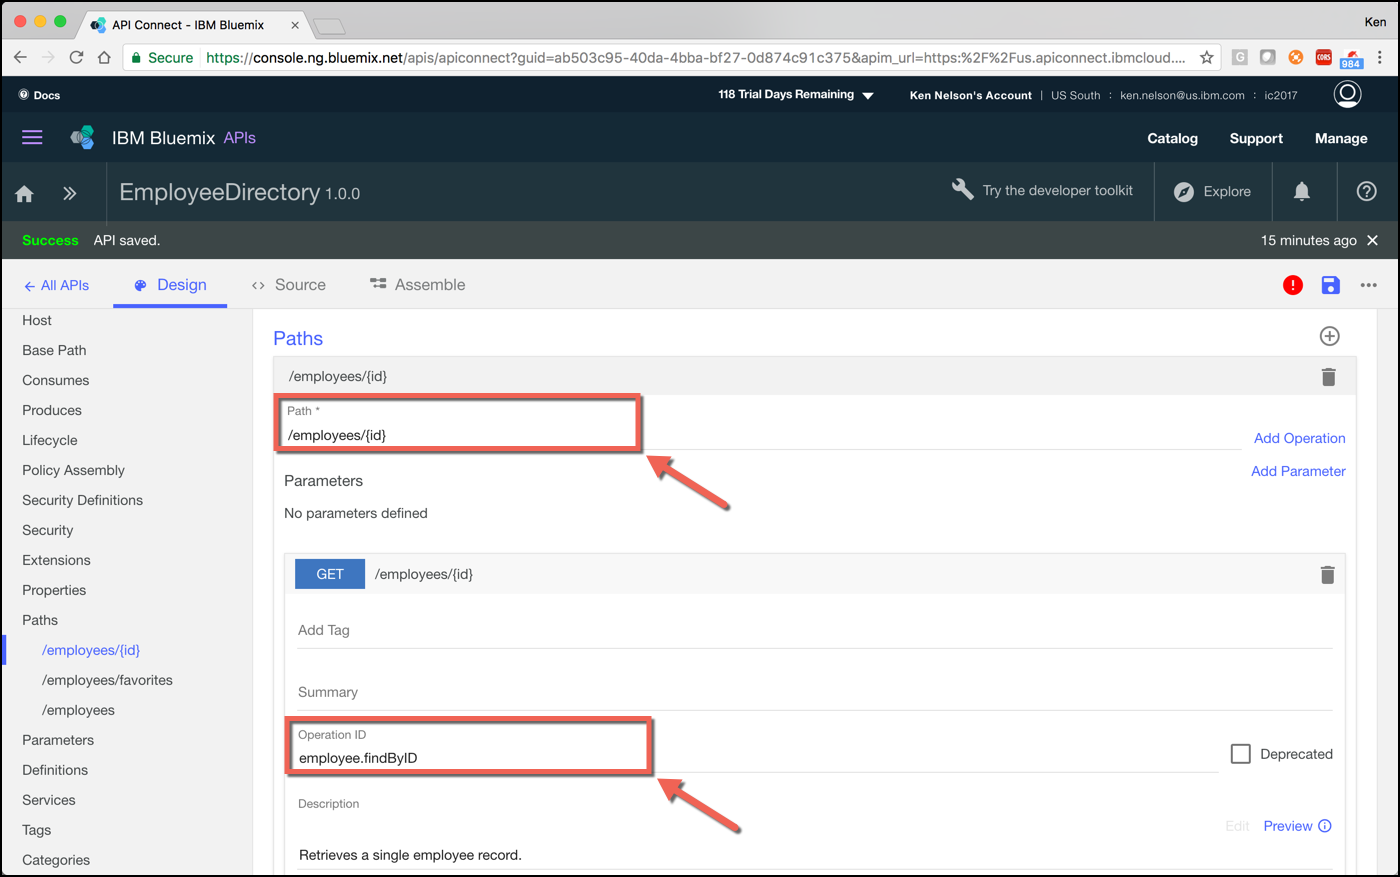 API Connect - IBM Bluemix
Ken
Secure https://console.ng.bluemix.net/apis/apiconnect?guid=ab503c95-40da-4bba-bf27-0d874c91c375&apim_url=https:%2F%2Fus.apiconnect.ibmcloud....
G
CORS
984
Docs
118 Trial Days Remaining
Ken Nelson's Account | US South : ken.nelson@us.ibm.com : ic2017
IBM Bluemix APIs
Catalog
Support
Manage
EmployeeDirectory 1.0.0
Try the developer toolkit
Explore
Success API saved.
15 minutes ago
All APIs
Design
Source
Assemble
Host
Base Path
Consumes
Produces
Lifecycle
Policy Assembly
Security Definitions
Security
Extensions
Properties
Paths
/employees/{id}
/employees/favorites
/employees
Parameters
Definitions
Services
Tags
Categories
Paths
/employees/{id}
Path *
/employees/{id}
Add Operation
Add Parameter
Parameters
No parameters defined
GET /employees/{id}
Add Tag
Summary
Operation ID
employee.findByID
Deprecated
Description
Edit Preview
Retrieves a single employee record.